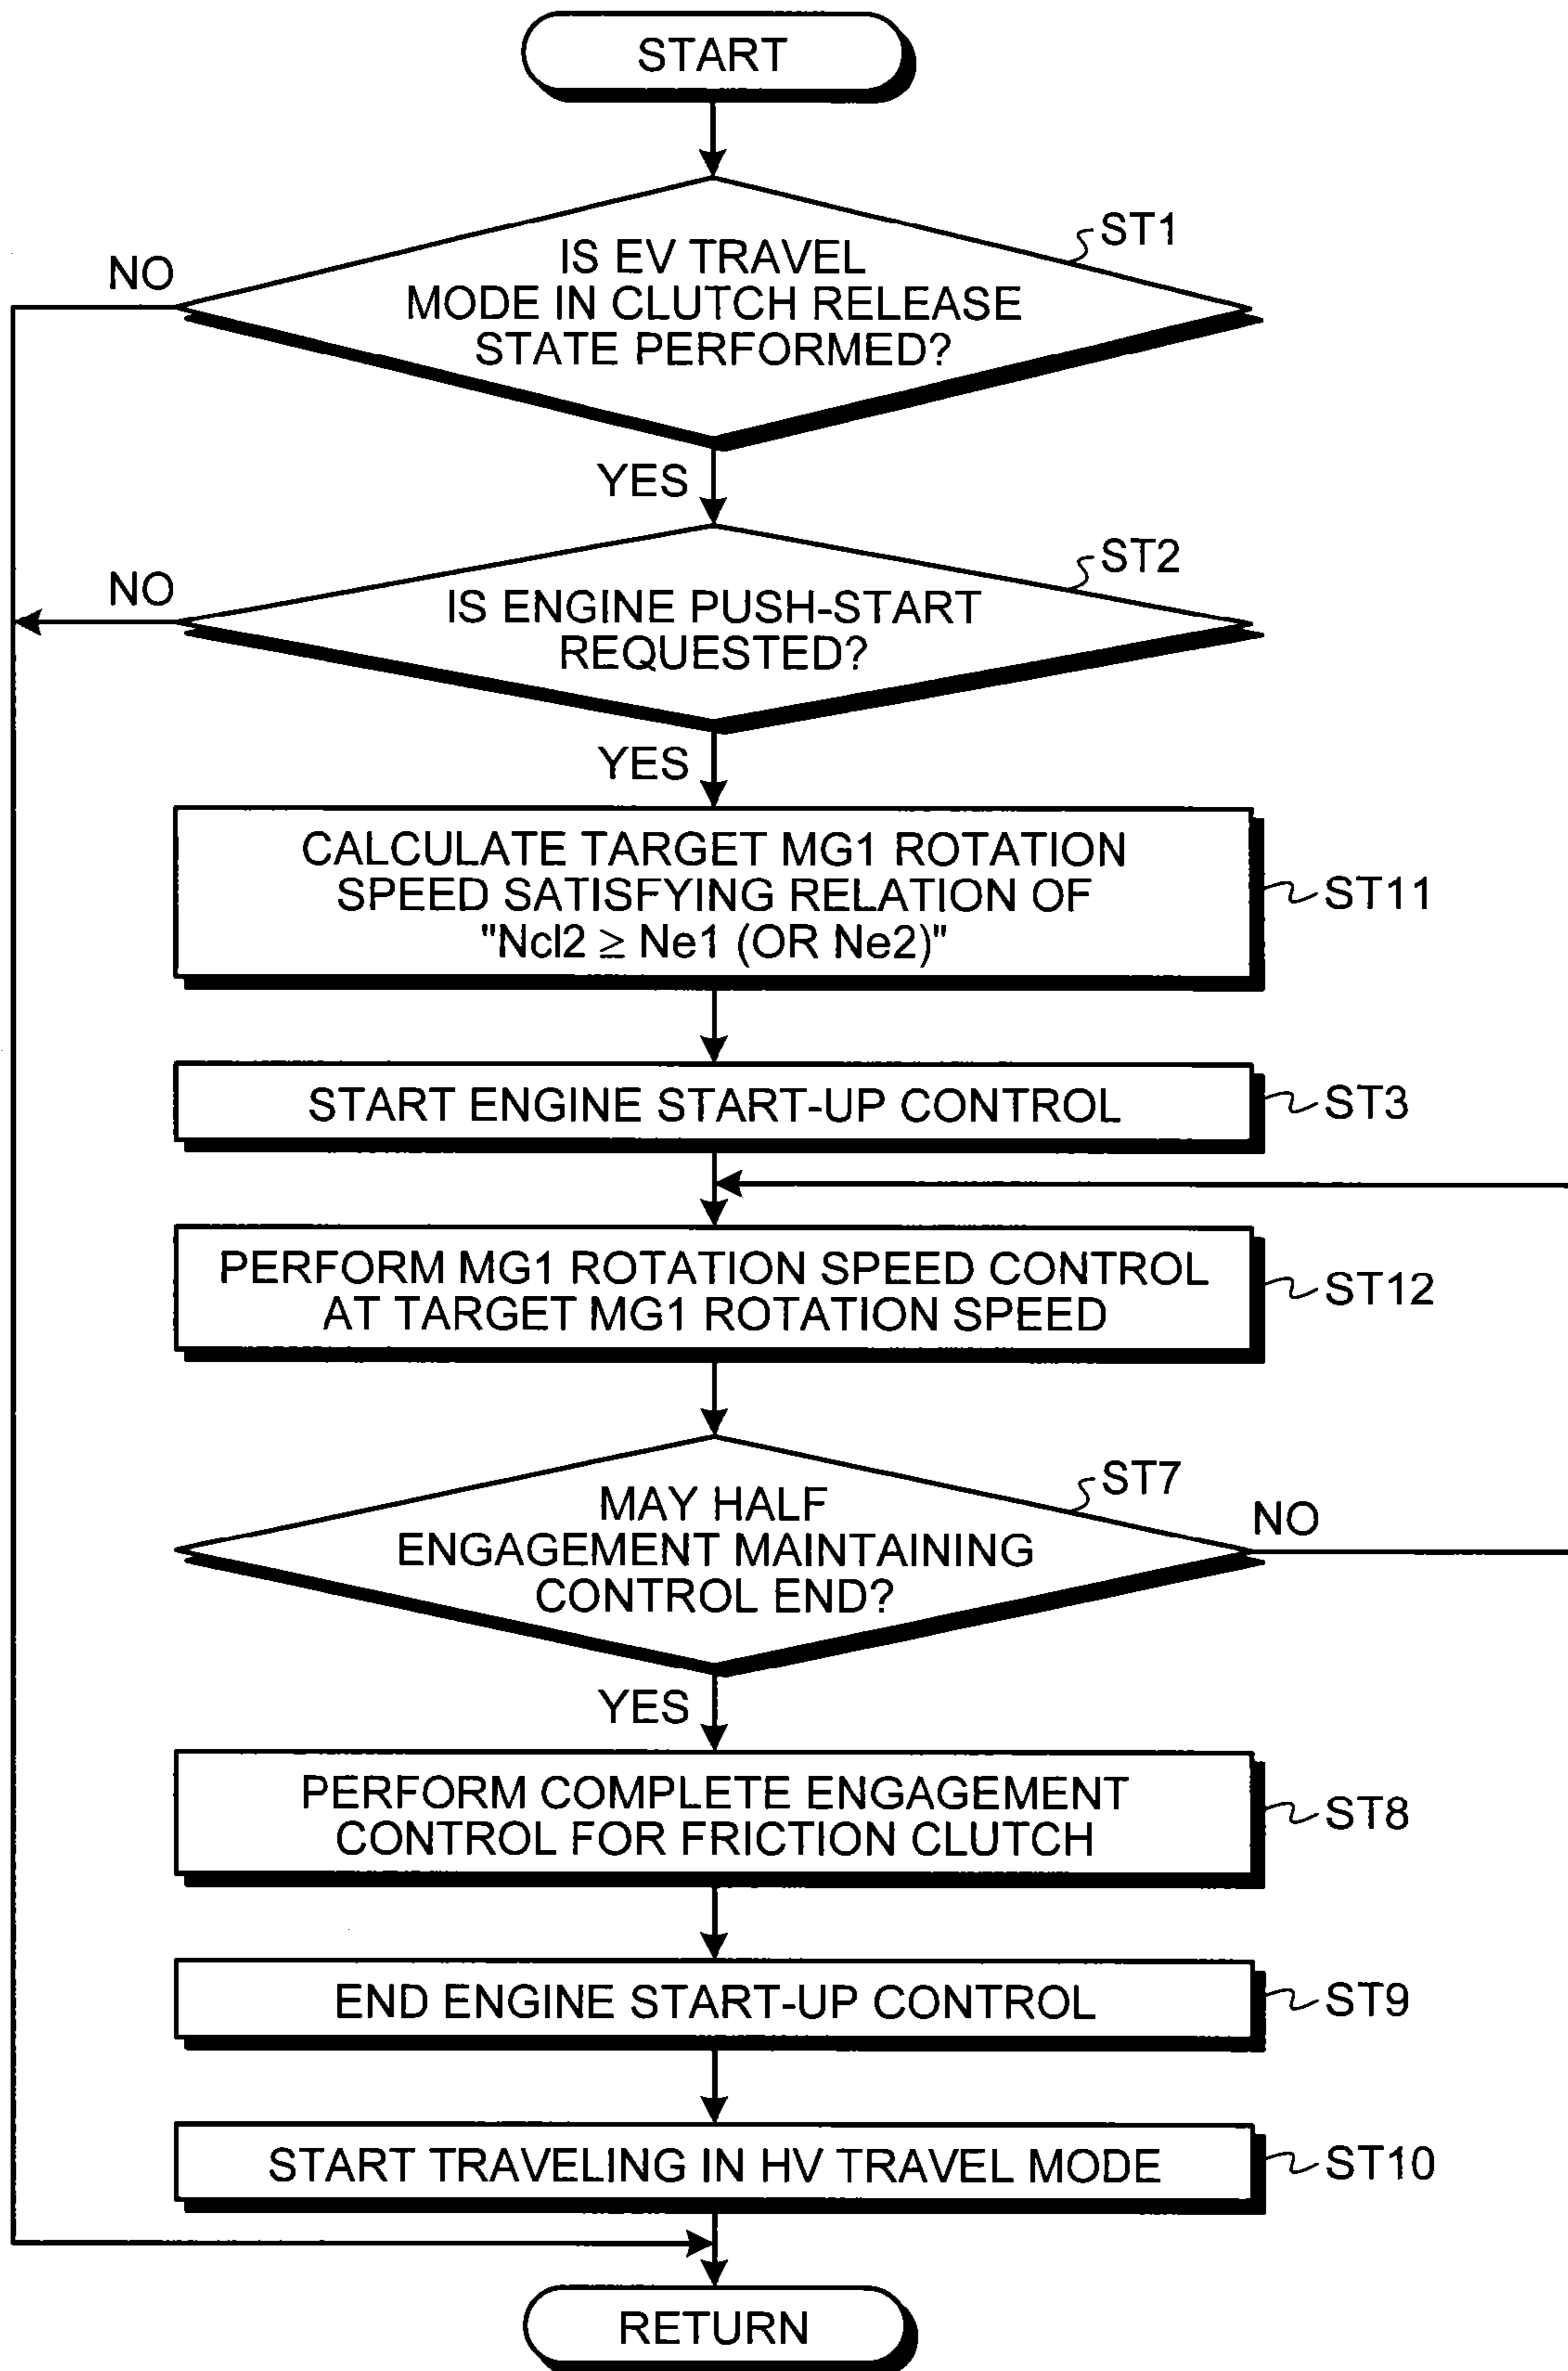 START
ST1
NO
IS EV TRAVEL
MODE IN CLUTCH RELEASE
STATE PERFORMED?
YES
ST2
NO
IS ENGINE PUSH-START
REQUESTED?
YES
CALCULATE TARGET MG1 ROTATION
SPEED SATISFYING RELATION OF
"Ncl2 ≥ Ne1 (OR Ne2)"
ST11
START ENGINE START-UP CONTROL
ST3
PERFORM MG1 ROTATION SPEED CONTROL
AT TARGET MG1 ROTATION SPEED
ST12
ST7
MAY HALF
ENGAGEMENT MAINTAINING
CONTROL END?
NO
YES
PERFORM COMPLETE ENGAGEMENT
CONTROL FOR FRICTION CLUTCH
ST8
END ENGINE START-UP CONTROL
ST9
START TRAVELING IN HV TRAVEL MODE
ST10
RETURN